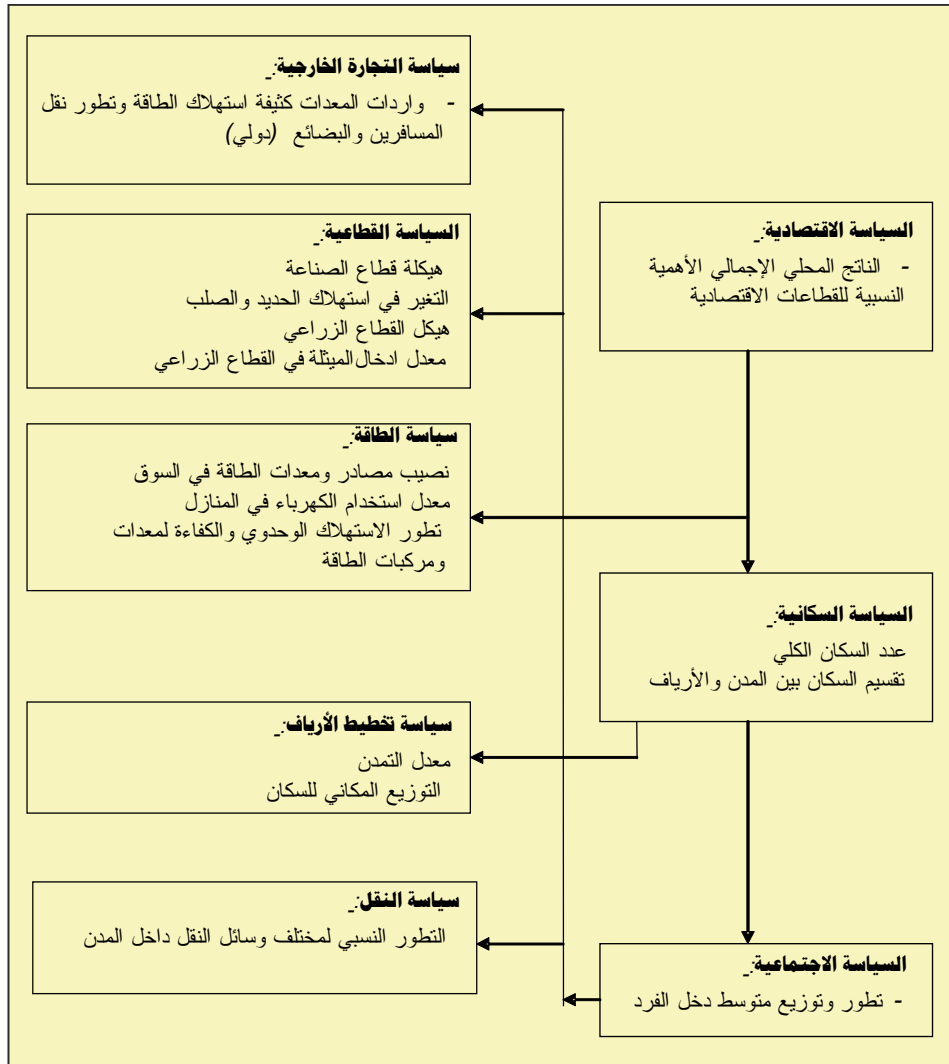 سياسة التجارة الخارجية:-
- واردات المعدات كثيفة استهلاك الطاقة وتطور نقل
المسافرين والبضائع (دولي)
السياسة الاقتصادية:-
- الناتج المحلي الإجمالي الأهمية
النسبية للقطاعات الاقتصادية
السياسة القطاعية:-
هيكلة قطاع الصناعة
التغير في استهلاك الحديد والصلب
هيكل القطاع الزراعي
معدل ادخال الميثلة في القطاع الزراعي
سياسة الطاقة:-
نصيب مصادر ومعدات الطاقة في السوق
معدل استخدام الكهرباء في المنازل
تطور الاستهلاك الوحدوي والكفاءة لمعدات
ومركبات الطاقة
السياسة السكانية:-
عدد السكان الكلي
تقسيم السكان بين المدن والأرياف
سياسة تخطيط الأرياف:-
معدل التمدن
التوزيع المكاني للسكان
سياسة النقل:-
التطور النسبي لمختلف وسائل النقل داخل المدن
السياسة الاجتماعية:-
- تطور وتوزيع متوسط دخل الفرد